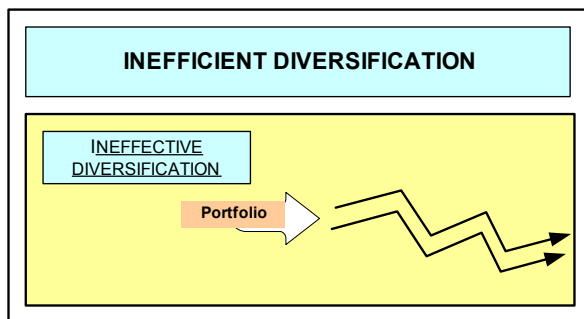 INEFFICIENT DIVERSIFICATION
INEFFECTIVE
DIVERSIFICATION
Portfolio